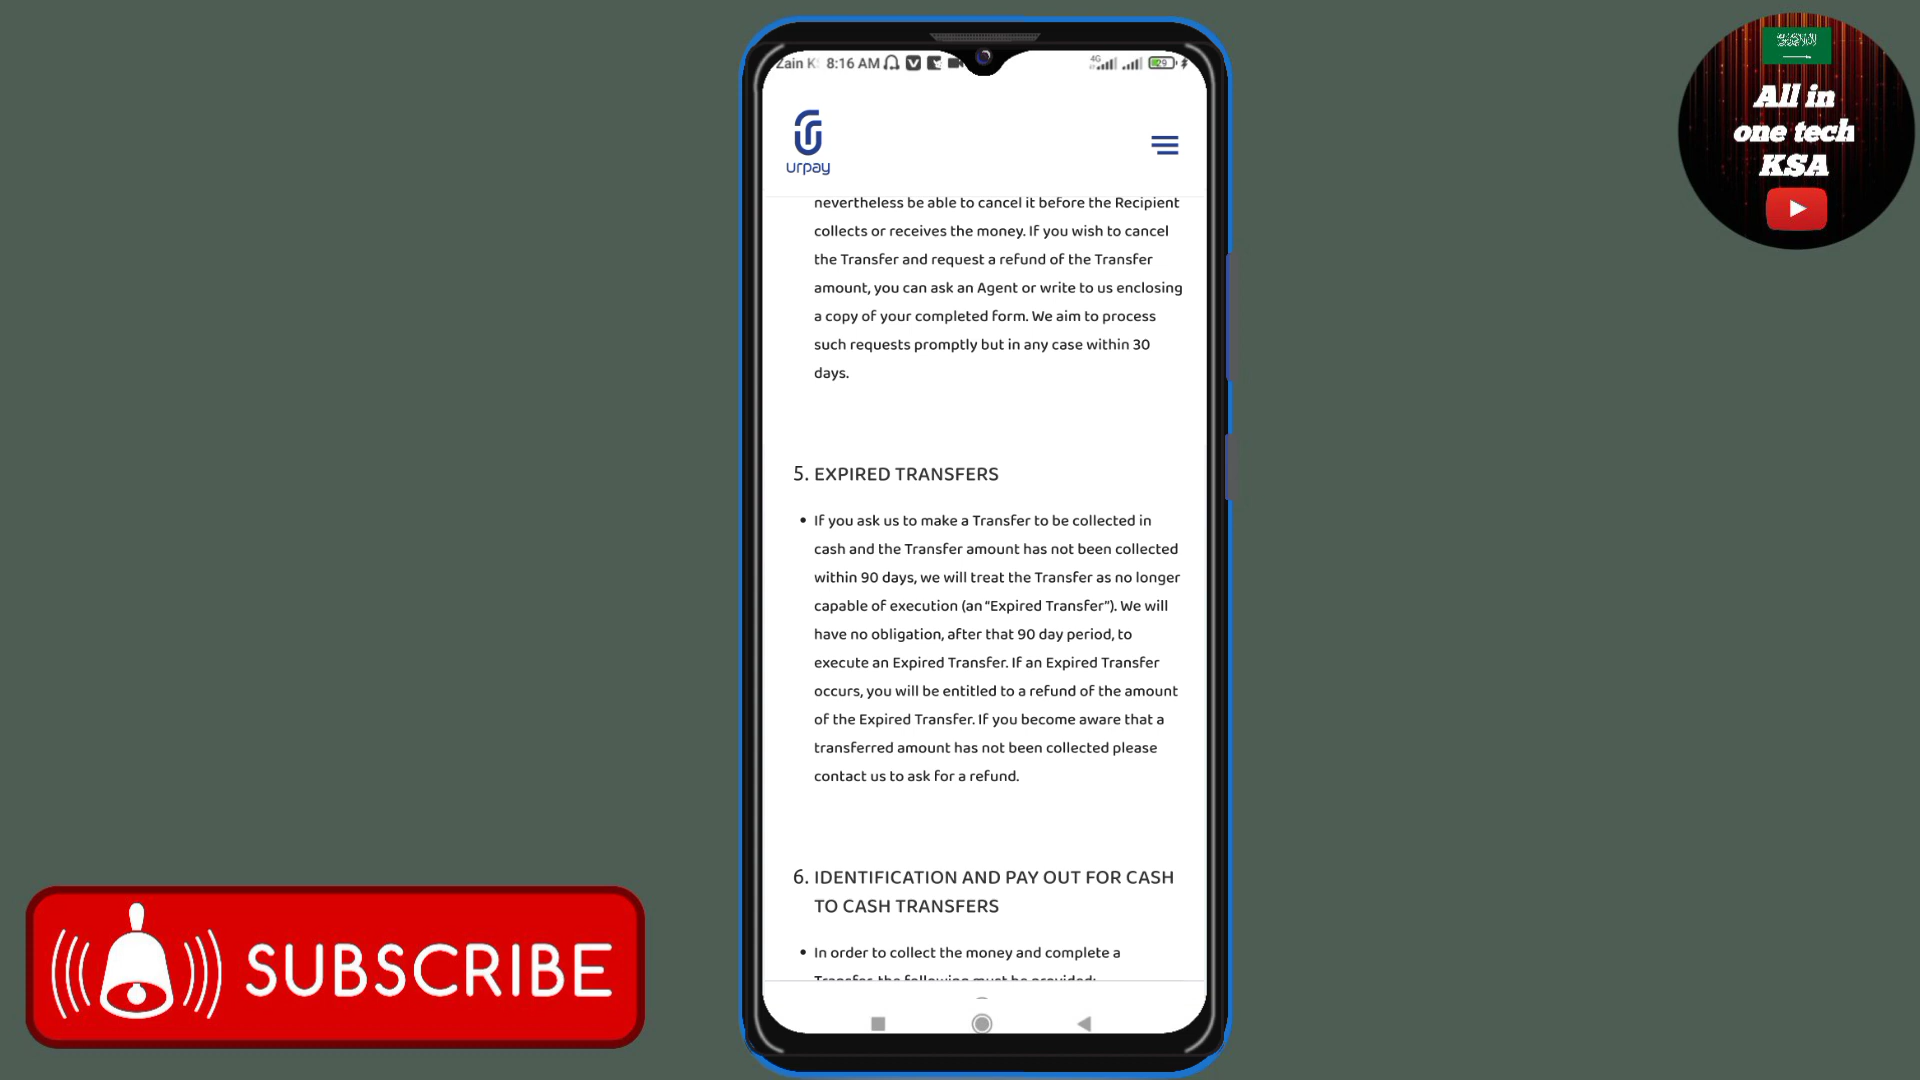 Zain K
8:16 AM
4G
29
urpay
nevertheless be able to cancel it before the Recipient
collects or receives the money. If you wish to cancel
the Transfer and request a refund of the Transfer
amount, you can ask an Agent or write to us enclosing
a copy of your completed form. We aim to process
such requests promptly but in any case within 30
days.
5. EXPIRED TRANSFERS
• If you ask us to make a Transfer to be collected in
cash and the Transfer amount has not been collected
within 90 days, we will treat the Transfer as no longer
capable of execution (an “Expired Transfer”). We will
have no obligation, after that 90 day period, to
execute an Expired Transfer. If an Expired Transfer
occurs, you will be entitled to a refund of the amount
of the Expired Transfer. If you become aware that a
transferred amount has not been collected please
contact us to ask for a refund.
6. IDENTIFICATION AND PAY OUT FOR CASH
TO CASH TRANSFERS
• In order to collect the money and complete a
Transfer, the following must be provided:
All in
one tech
KSA
SUBSCRIBE